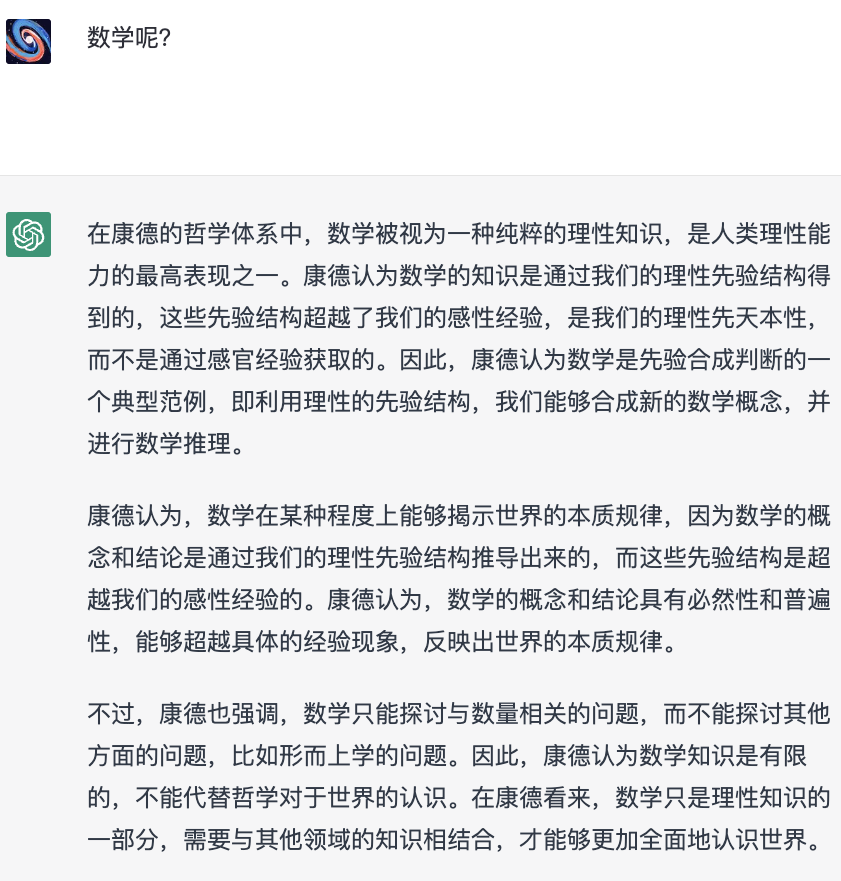 数学呢?
在康德的哲学体系中，数学被视为一种纯粹的理性知识，是人类理性能
力的最高表现之一。康德认为数学的知识是通过我们的理性先验结构得
到的，这些先验结构超越了我们的感性经验，是我们的理性先天本性，
而不是通过感官经验获取的。因此，康德认为数学是先验合成判断的一
个典型范例，即利用理性的先验结构，我们能够合成新的数学概念，并
进行数学推理。
康德认为，数学在某种程度上能够揭示世界的本质规律，因为数学的概
念和结论是通过我们的理性先验结构推导出来的，而这些先验结构是超
越我们的感性经验的。康德认为，数学的概念和结论具有必然性和普遍
性，能够超越具体的经验现象，反映出世界的本质规律。
不过，康德也强调，数学只能探讨与数量相关的问题，而不能探讨其他
方面的问题，比如形而上学的问题。因此，康德认为数学知识是有限
的，不能代替哲学对于世界的认识。在康德看来，数学只是理性知识的
一部分，需要与其他领域的知识相结合，才能够更加全面地认识世界。